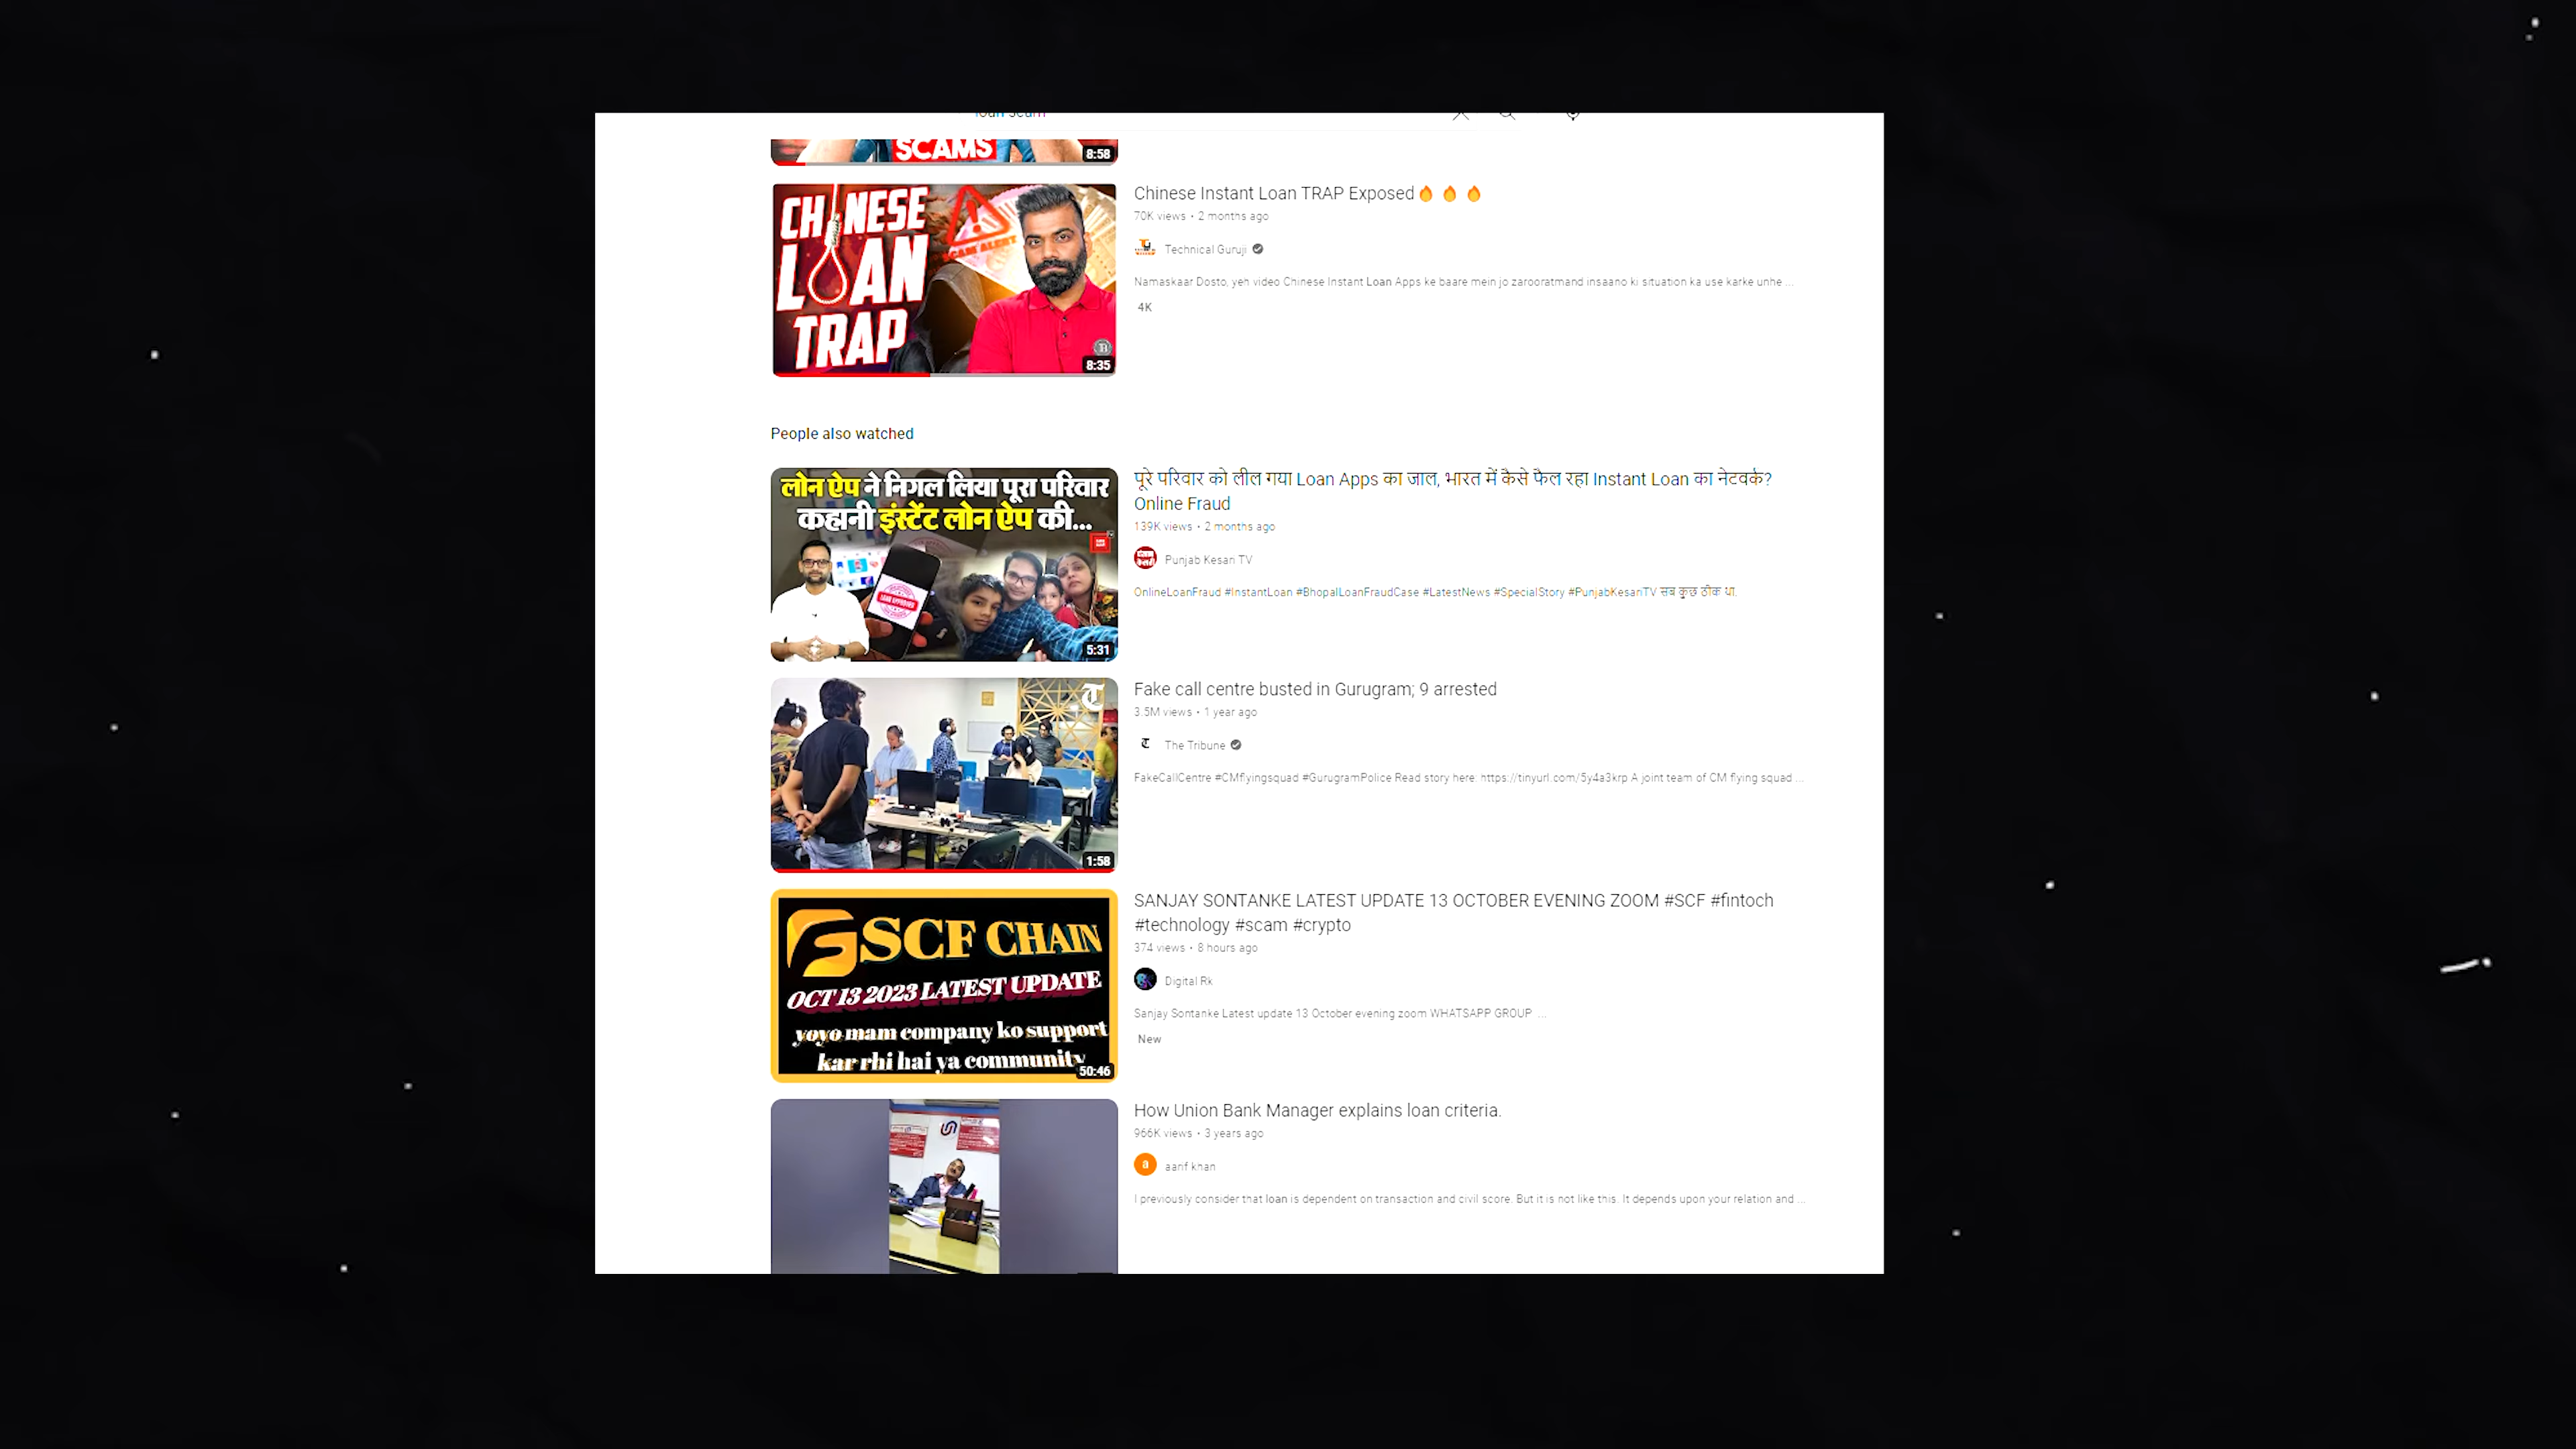 loan scam
SCAMS
8:58
CHINESE
LOAN
TRAP
SCAM ALERT
8:35
Chinese Instant Loan TRAP Exposed🔥 🔥 🔥
70K views • 2 months ago
Technical Guruji
Namaskaar Dosto, yeh video Chinese Instant Loan Apps ke baare mein jo zarooratmand insaano ki situation ka use karke unhe ...
4K
People also watched
लोन ऐप ने निगल लिया पूरा परिवार
कहानी इंस्टेंट लोन ऐप की...
LOAN APPROVED
5:31
पूरे परिवार को लील गया Loan Apps का जाल, भारत में कैसे फैल रहा Instant Loan का नेटवर्क?
Online Fraud
139K views • 2 months ago
Punjab Kesari TV
OnlineLoanFraud #InstantLoan #BhopalLoanFraudCase #LatestNews #SpecialStory #PunjabKesariTV सब कुछ ठीक था.
1:58
Fake call centre busted in Gurugram; 9 arrested
3.5M views • 1 year ago
The Tribune
FakeCallCentre #CMflyingsquad #GurugramPolice Read story here: https://tinyurl.com/5y4a3krp A joint team of CM flying squad ...
SCF CHAIN
OCT 13 2023 LATEST UPDATE
yoyo mam company ko support
kar rhi hai ya community
50:46
SANJAY SONTANKE LATEST UPDATE 13 OCTOBER EVENING ZOOM #SCF #fintoch
#technology #scam #crypto
374 views • 8 hours ago
Digital Rk
Sanjay Sontanke Latest update 13 October evening zoom WHATSAPP GROUP ...
New
How Union Bank Manager explains loan criteria.
966K views • 3 years ago
a
aarif khan
I previously consider that loan is dependent on transaction and civil score. But it is not like this. It depends upon your relation and ...